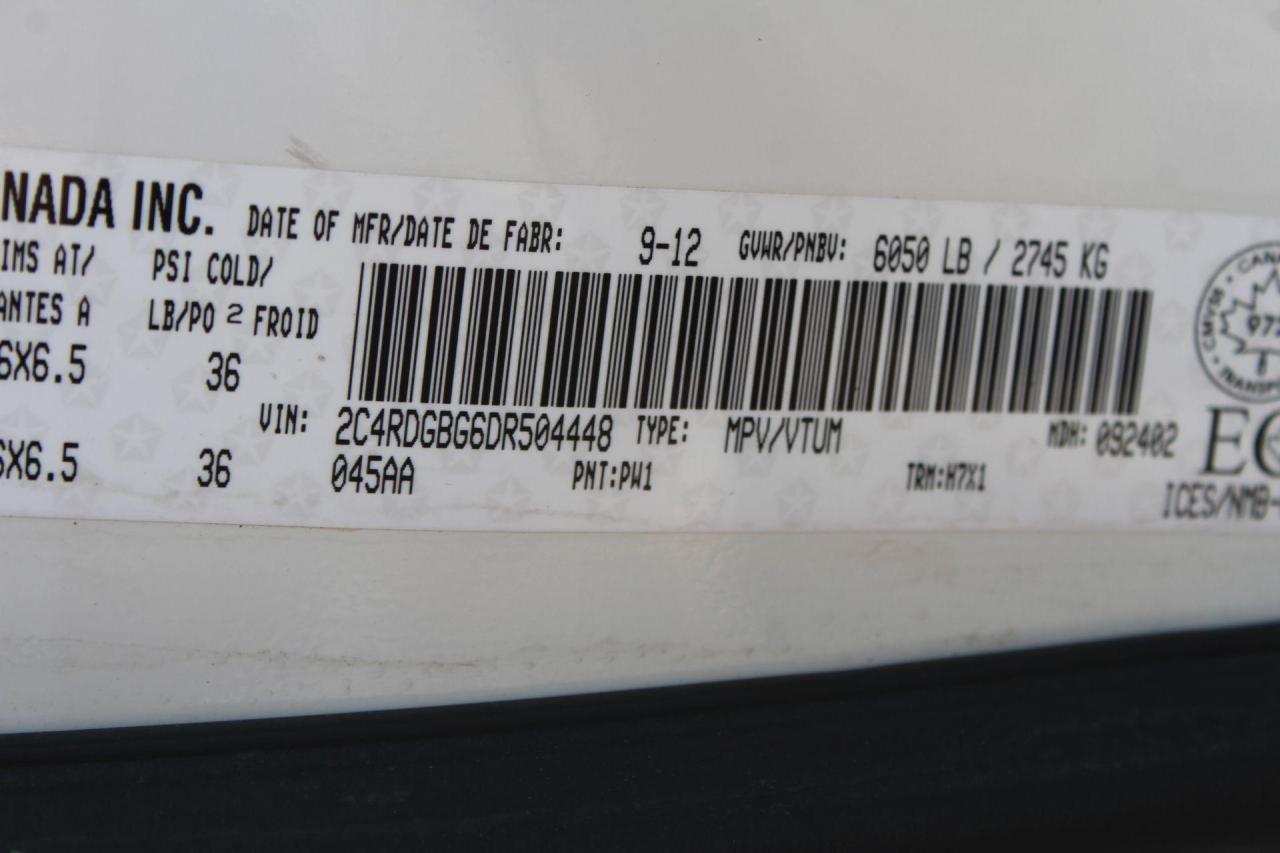 NADA INC. DATE OF MFR/DATE DE FABR: 9-12 GVWR/PNBV: 6050 LB / 2745 KG
IMS AT/ PSI COLD/
ANTES A LB/PO 2 FROID
6X6.5 36
VIN: 2C4RDGBG6DR504448 TYPE: MPV/VTUM MDH: 092402
6X6.5 36 045AA PNT:PW1 TRM:H7X1
CMVSS
TRANSP
ICES/NMB-